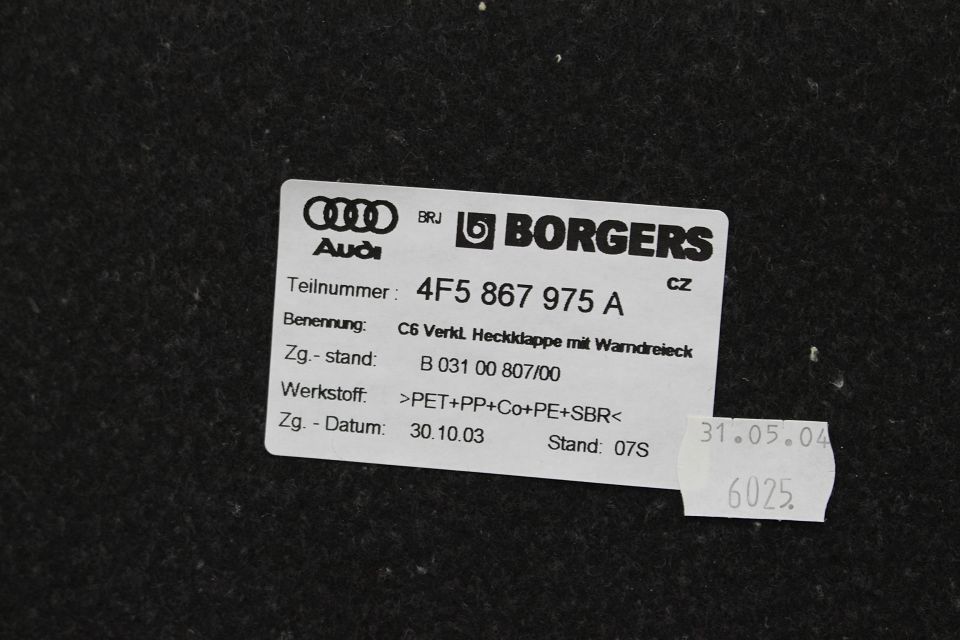 Audi BRJ BORGERS
CZ
Teilnummer : 4F5 867 975 A
Benennung: C6 Verkl. Heckklappe mit Warndreieck
Zg.- stand: B 031 00 807/00
Werkstoff: >PET+PP+Co+PE+SBR<
Zg. - Datum: 30.10.03 Stand: 07S
31.05.04
6025.